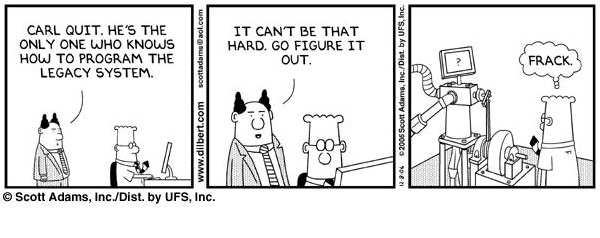 CARL QUIT. HE'S THE
ONLY ONE WHO KNOWS
HOW TO PROGRAM THE
LEGACY SYSTEM.
www.dilbert.com
scottadams@aol.com
IT CAN'T BE THAT
HARD. GO FIGURE IT
OUT.
12-8-06 © 2006 Scott Adams, Inc./Dist. by UFS, Inc.
?
FRACK.
© Scott Adams, Inc./Dist. by UFS, Inc.